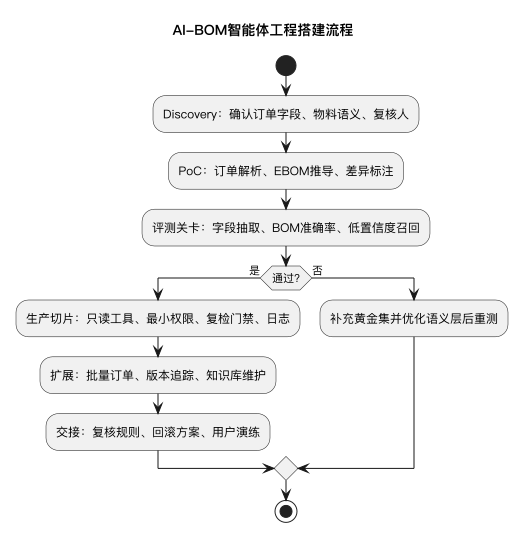 AI-BOM智能体工程搭建流程
Discovery：确认订单字段、物料语义、复核人
PoC：订单解析、EBOM推导、差异标注
评测关卡：字段抽取、BOM准确率、低置信度召回
是
通过?
否
生产切片：只读工具、最小权限、复检门禁、日志
补充黄金集并优化语义层后重测
扩展：批量订单、版本追踪、知识库维护
交接：复核规则、回滚方案、用户演练